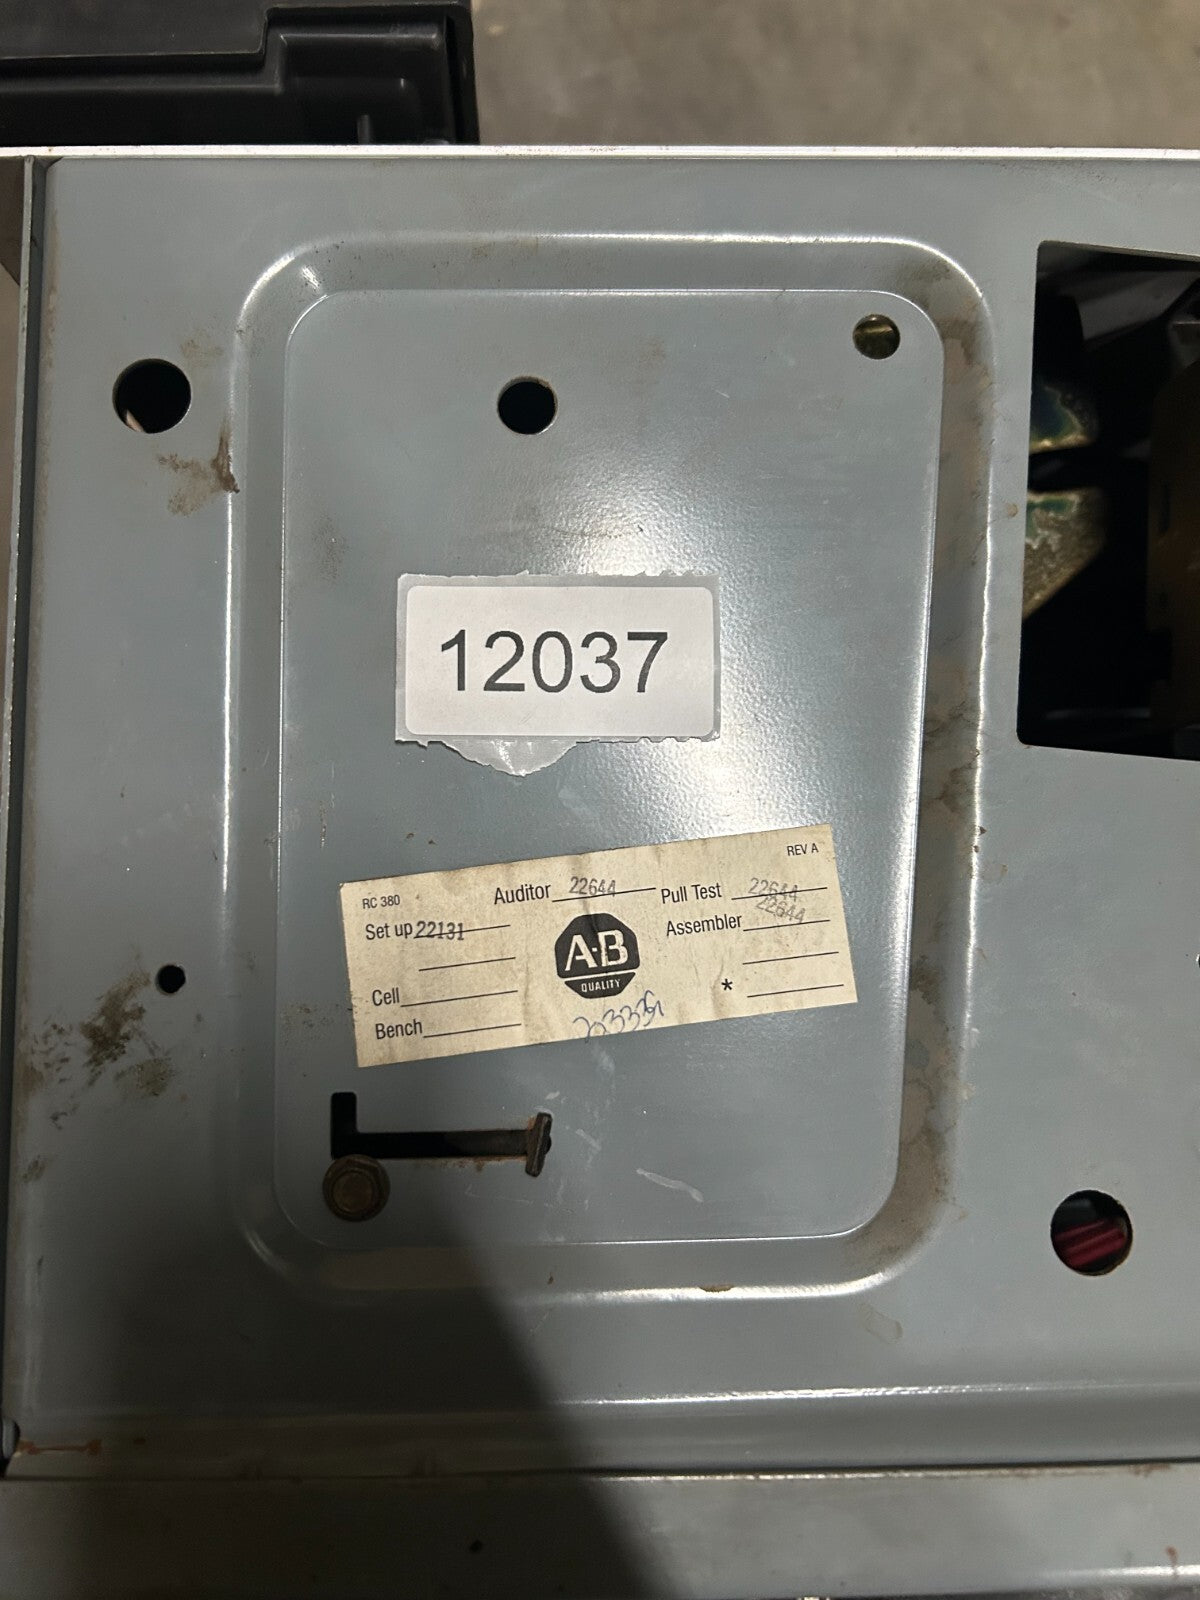 12037
REV A
RC 380
Auditor 22644
Pull Test 22644
Set up 22131
Assembler 22644
A-B
QUALITY
Cell
*
Bench